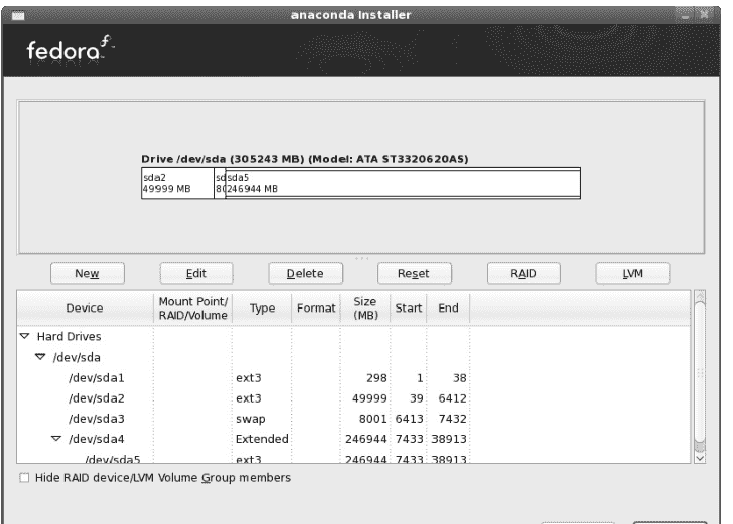 anaconda Installer
fedora
Drive /dev/sda (305243 MB) (Model: ATA ST3320620AS)
sda2 sd sda5
49999 MB 80 246944 MB
New Edit Delete Reset RAID LVM
Device Mount Point/ RAID/Volume Type Format Size (MB) Start End
Hard Drives
/dev/sda
/dev/sda1 ext3 298 1 38
/dev/sda2 ext3 49999 39 6412
/dev/sda3 swap 8001 6413 7432
/dev/sda4 Extended 246944 7433 38913
/dev/sda5 ext3 246944 7433 38913
Hide RAID device/LVM Volume Group members